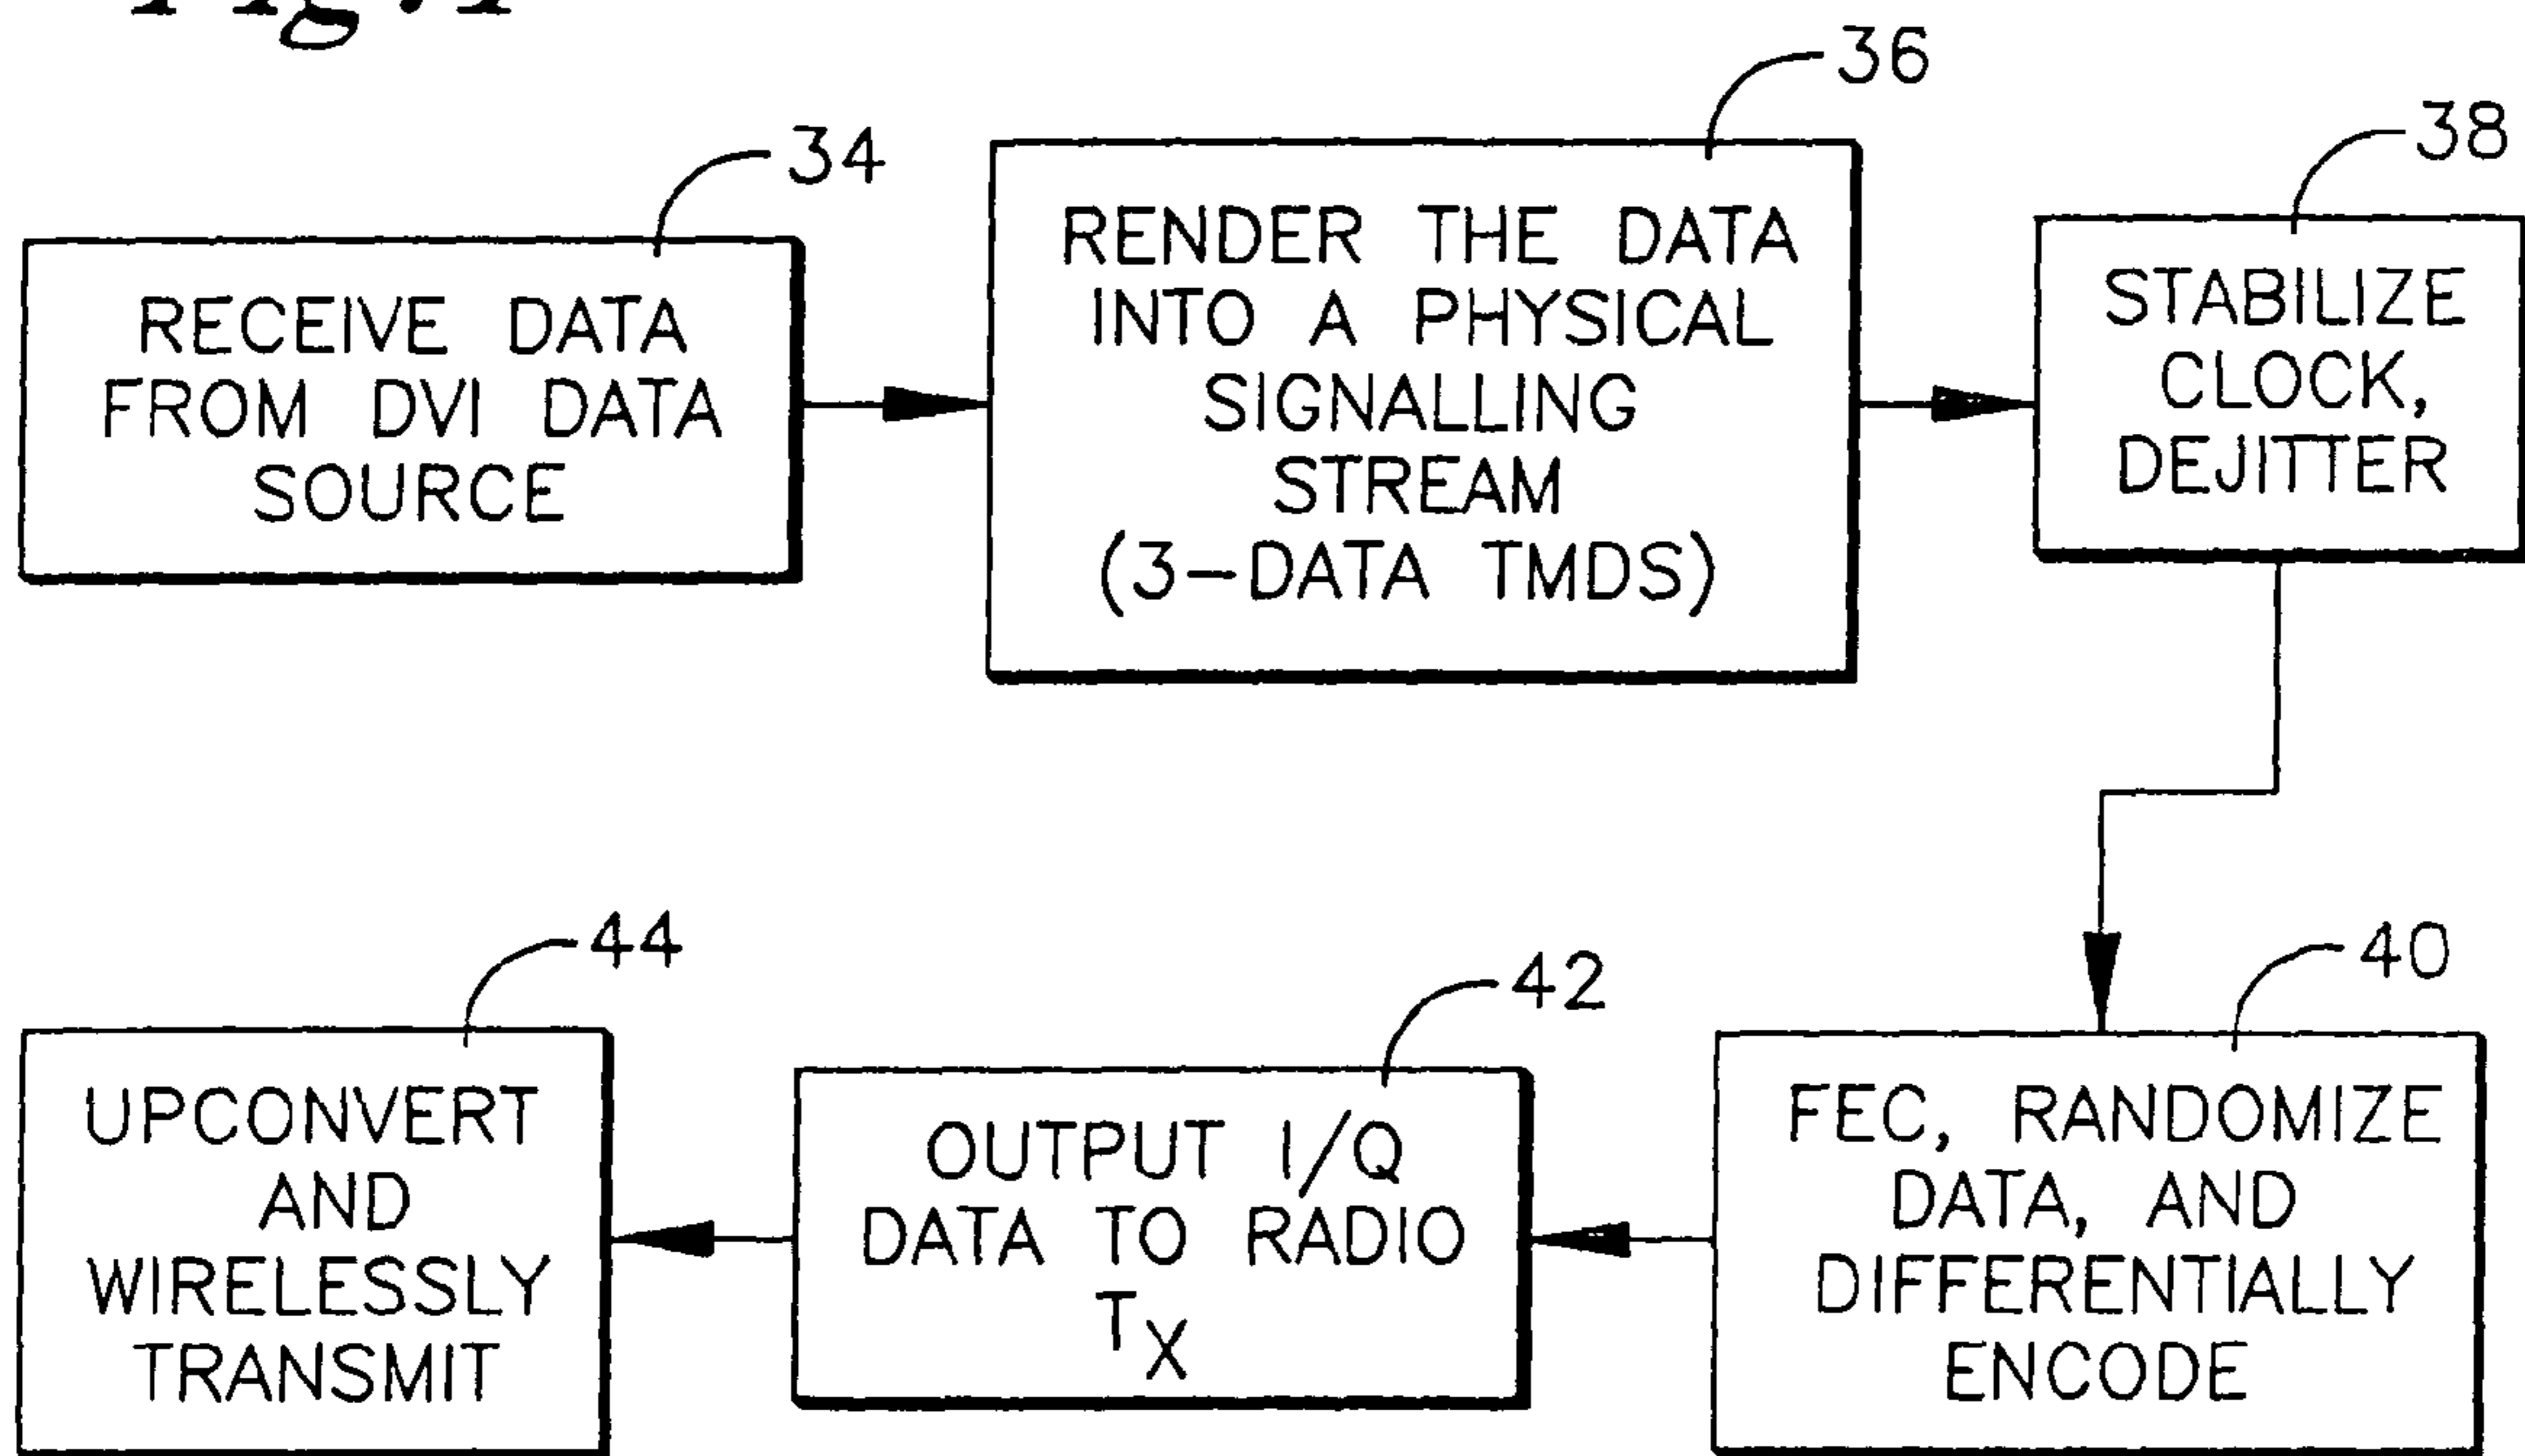 34
RECEIVE DATA
FROM DVI DATA
SOURCE
36
RENDER THE DATA
INTO A PHYSICAL
SIGNALLING
STREAM
(3-DATA TMDS)
38
STABILIZE
CLOCK,
DEJITTER
40
FEC, RANDOMIZE
DATA, AND
DIFFERENTIALLY
ENCODE
42
OUTPUT I/Q
DATA TO RADIO
TX
44
UPCONVERT
AND
WIRELESSLY
TRANSMIT